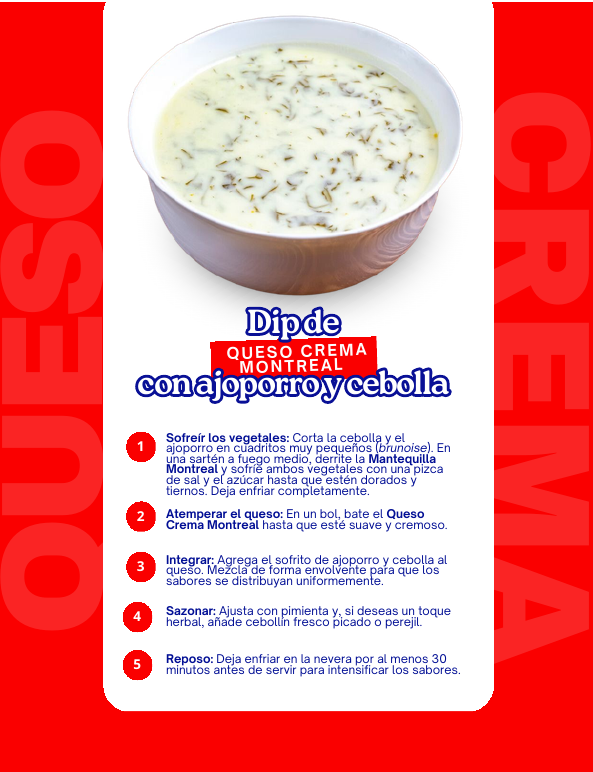 QUESO
CREMA
Dip de
QUESO CREMA
MONTREAL
con ajoporro y cebolla
1
Sofreír los vegetales: Corta la cebolla y el
ajoporro en cuadritos muy pequeños (brunoise). En
una sartén a fuego medio, derrite la Mantequilla
Montreal y sofríe ambos vegetales con una pizca
de sal y el azúcar hasta que estén dorados y
tiernos. Deja enfriar completamente.
2
Atemperar el queso: En un bol, bate el Queso
Crema Montreal hasta que esté suave y cremoso.
3
Integrar: Agrega el sofrito de ajoporro y cebolla al
queso. Mezcla de forma envolvente para que los
sabores se distribuyan uniformemente.
4
Sazonar: Ajusta con pimienta y, si deseas un toque
herbal, añade cebollín fresco picado o perejil.
5
Reposo: Deja enfriar en la nevera por al menos 30
minutos antes de servir para intensificar los sabores.